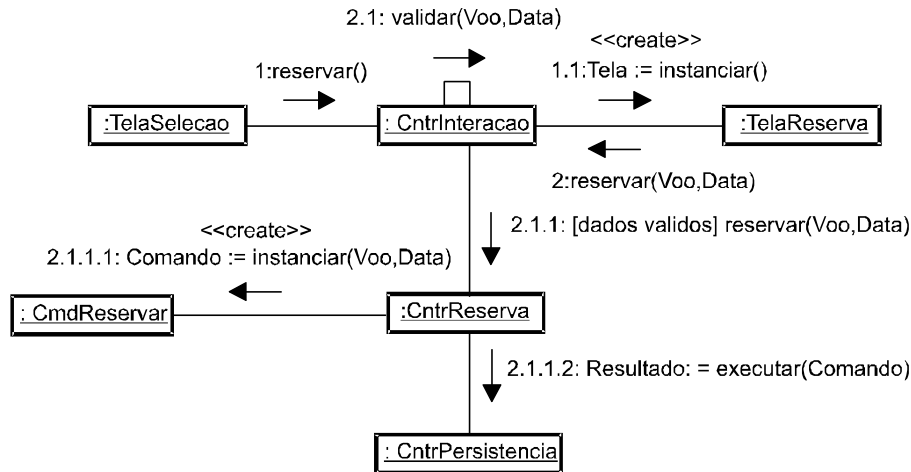 2.1: validar(Voo,Data)
<<create>>
1:reservar()
1.1:Tela := instanciar()
:TelaSelecao
: CntrInteracao
:TelaReserva
2:reservar(Voo,Data)
2.1.1: [dados validos] reservar(Voo,Data)
<<create>>
2.1.1.1: Comando := instanciar(Voo,Data)
: CmdReservar
:CntrReserva
2.1.1.2: Resultado: = executar(Comando)
: CntrPersistencia